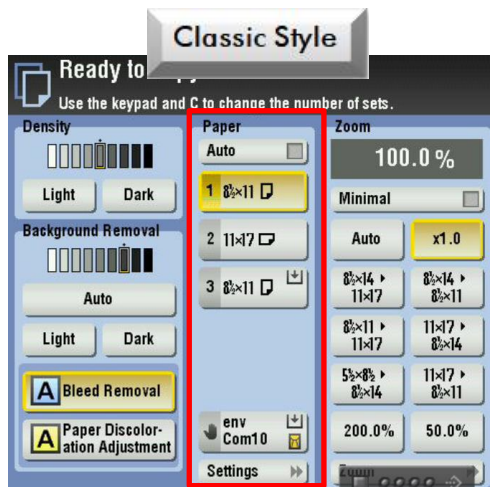 Classic Style
Ready to
Use the keypad and C to change the number of sets.
Density
Light
Dark
Background Removal
Auto
Light
Dark
A Bleed Removal
A Paper Discolor-
ation Adjustment
Paper
Auto
1 8½×11
2 11×17
3 8½×11
env
Com10
Settings
Zoom
100.0 %
Minimal
Auto
x1.0
8½×14 ▸
11×17
8½×14 ▸
8½×11
8½×11 ▸
11×17
11×17 ▸
8½×14
5½×8½ ▸
8½×14
11×17 ▸
8½×11
200.0%
50.0%
Zoom